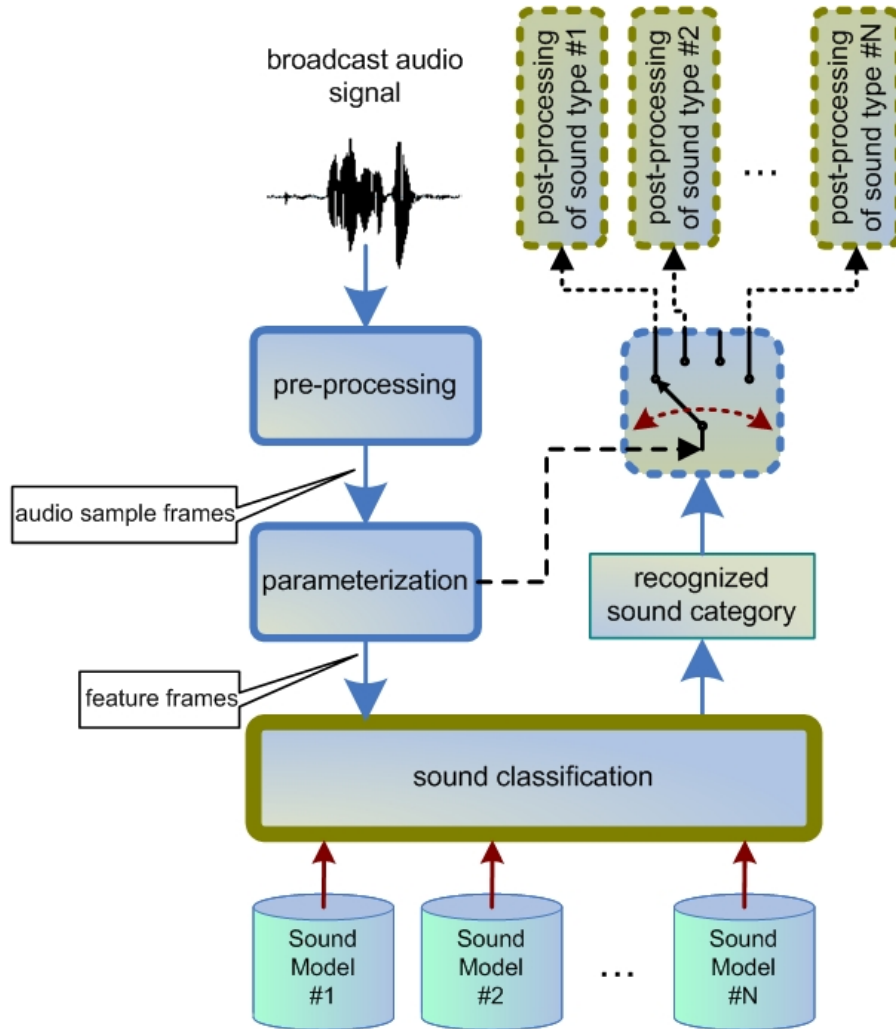 broadcast audio
signal
post-processing
of sound type #1
post-processing
of sound type #2
...
post-processing
of sound type #N
pre-processing
audio sample frames
parameterization
recognized
sound category
feature frames
sound classification
Sound
Model
#1
Sound
Model
#2
...
Sound
Model
#N